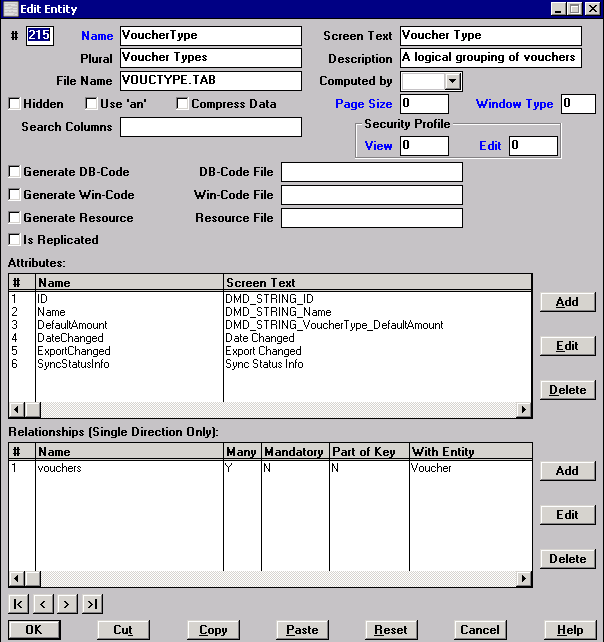 Edit Entity
# 215 Name VoucherType Screen Text Voucher Type
Plural Voucher Types Description A logical grouping of vouchers
File Name VOUCTYPE.TAB Computed by
Hidden Use 'an' Compress Data Page Size 0 Window Type 0
Search Columns Security Profile
View 0 Edit 0
Generate DB-Code DB-Code File
Generate Win-Code Win-Code File
Generate Resource Resource File
Is Replicated
Attributes:
# Name Screen Text
1 ID DMD_STRING_ID
2 Name DMD_STRING_Name
3 DefaultAmount DMD_STRING_VoucherType_DefaultAmount
4 DateChanged Date Changed
5 ExportChanged Export Changed
6 SyncStatusInfo Sync Status Info
Add
Edit
Delete
Relationships (Single Direction Only):
# Name Many Mandatory Part of Key With Entity
1 vouchers Y N N Voucher
Add
Edit
Delete
OK Cut Copy Paste Reset Cancel Help